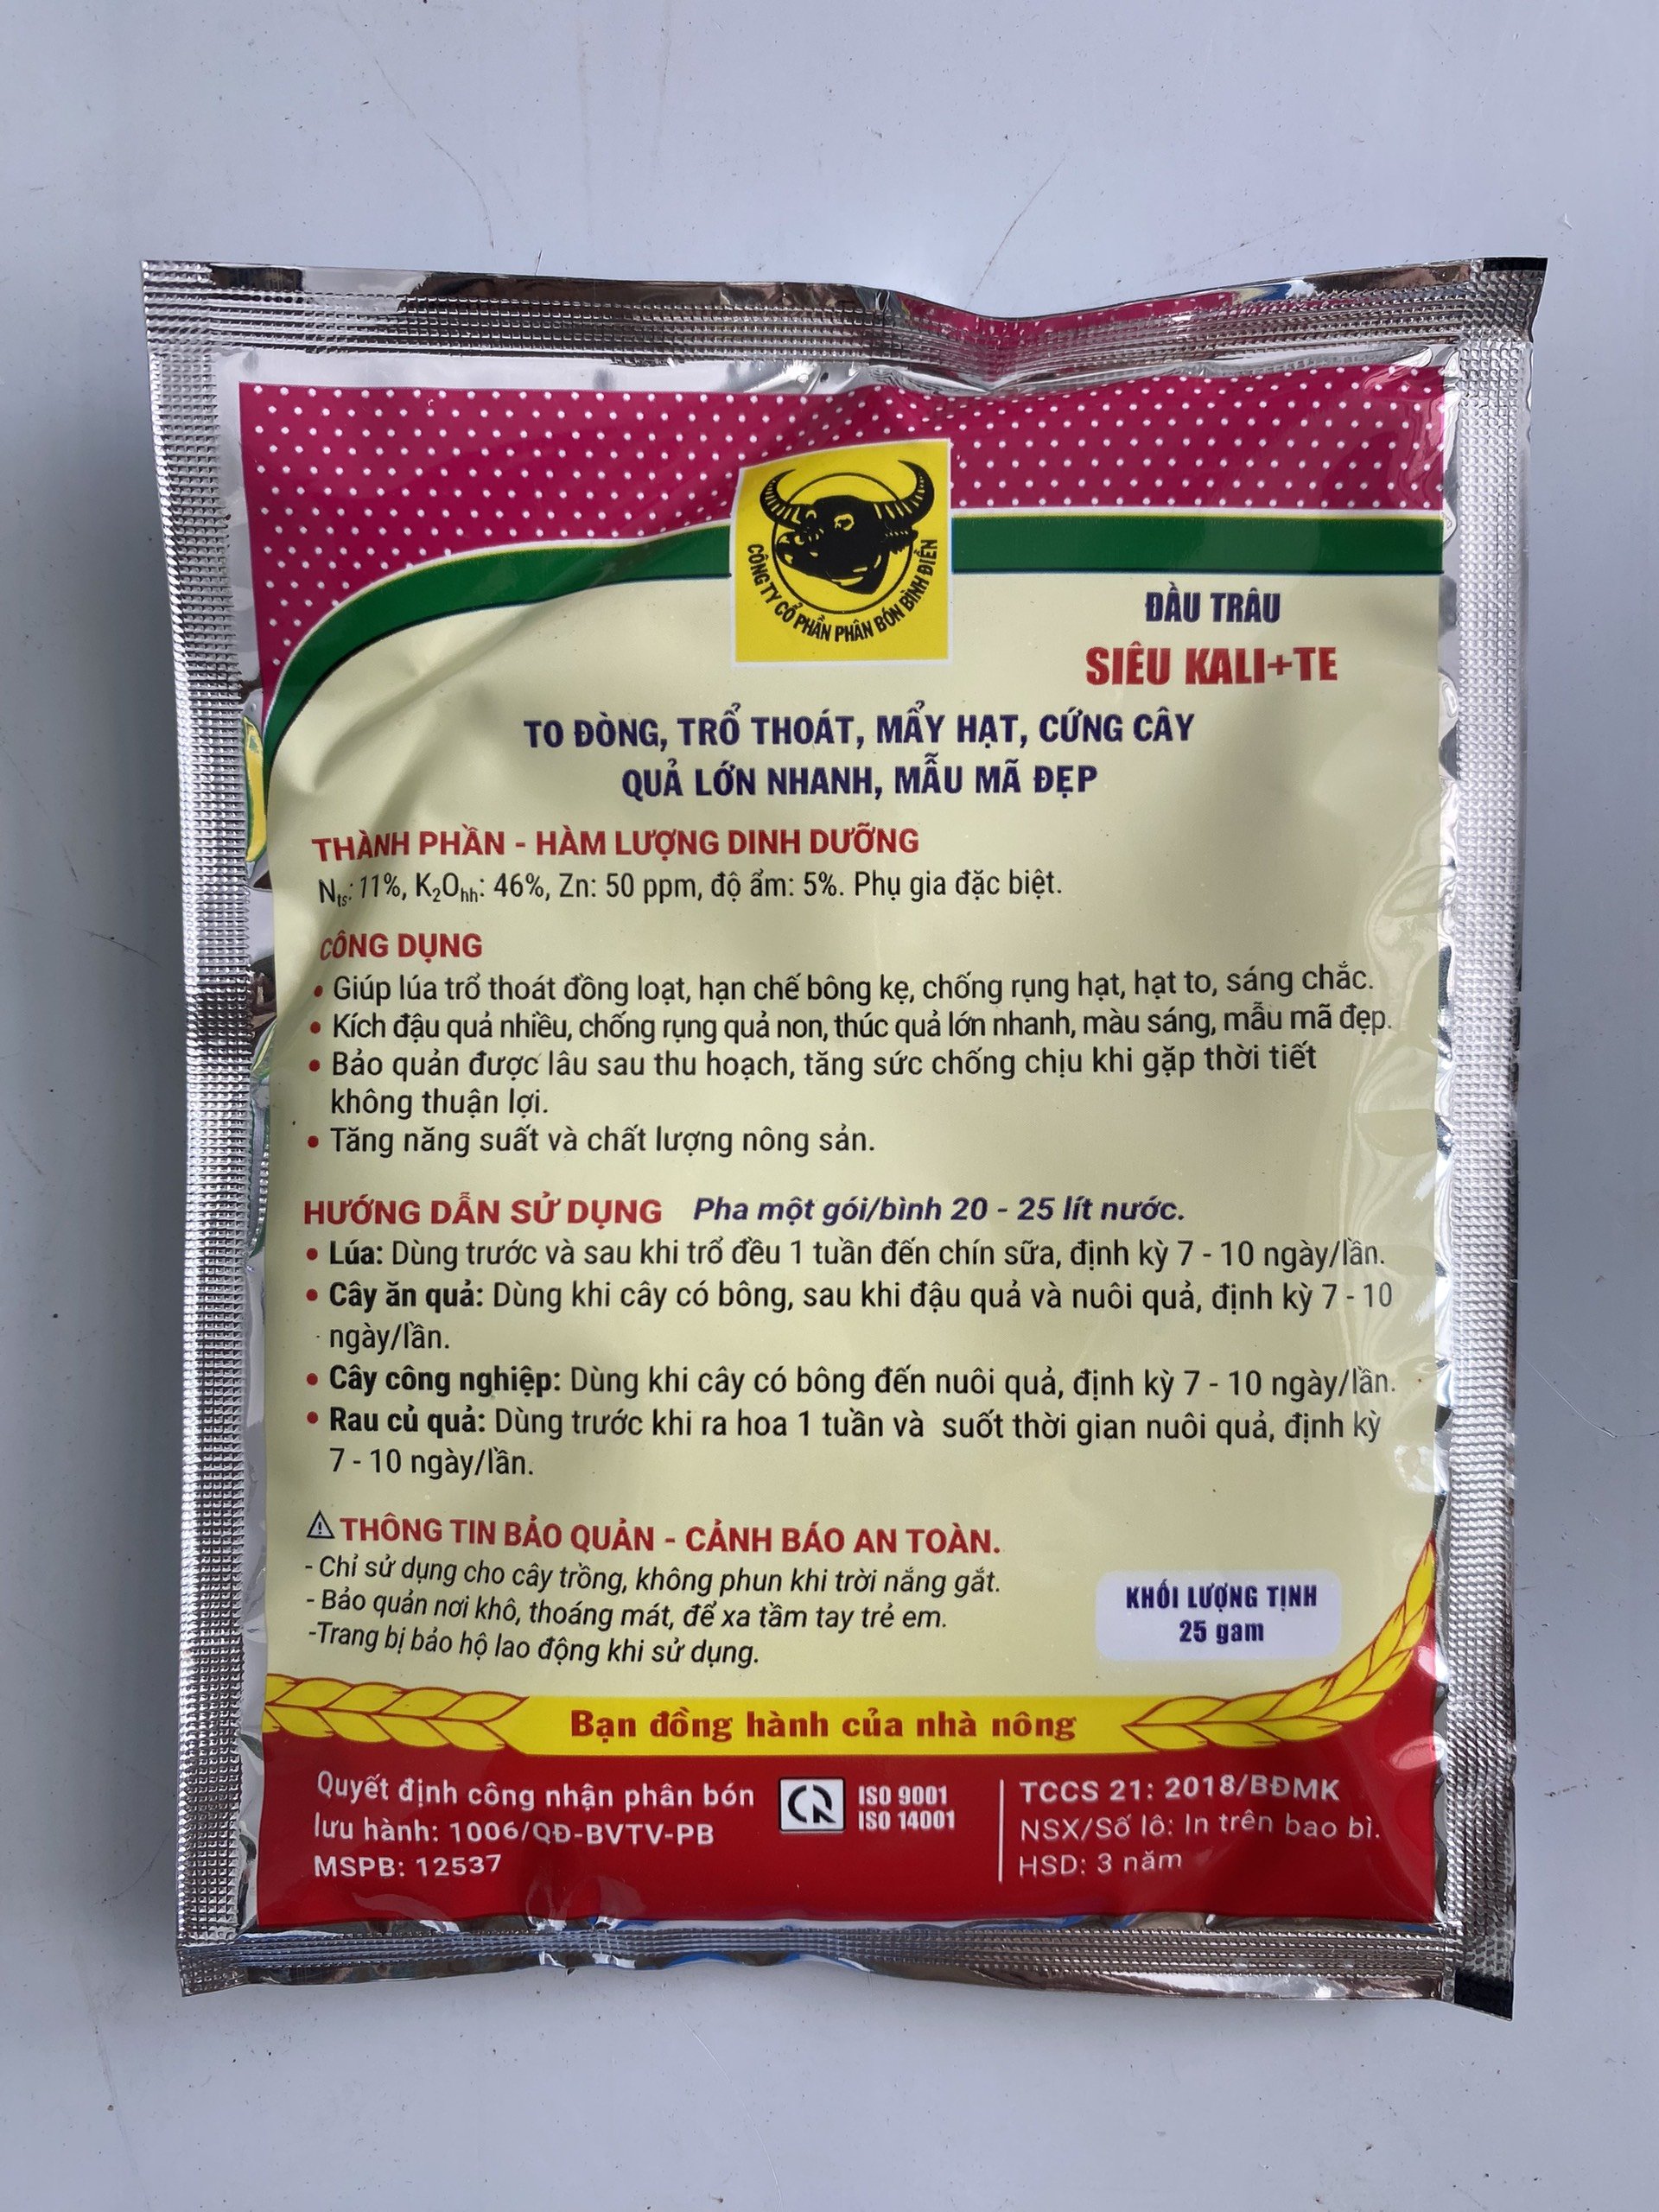 CÔNG TY CỔ PHẦN PHÂN BÓN BÌNH ĐIỀN
ĐẦU TRÂU
SIÊU KALI+TE
TO ĐÒNG, TRỔ THOÁT, MẨY HẠT, CỨNG CÂY
QUẢ LỚN NHANH, MẪU MÃ ĐẸP
THÀNH PHẦN - HÀM LƯỢNG DINH DƯỠNG
Nts: 11%, K2Ohh: 46%, Zn: 50 ppm, độ ẩm: 5%. Phụ gia đặc biệt.
CÔNG DỤNG
• Giúp lúa trổ thoát đồng loạt, hạn chế bông kẹ, chống rụng hạt, hạt to, sáng chắc.
• Kích đậu quả nhiều, chống rụng quả non, thúc quả lớn nhanh, màu sáng, mẫu mã đẹp.
• Bảo quản được lâu sau thu hoạch, tăng sức chống chịu khi gặp thời tiết
không thuận lợi.
• Tăng năng suất và chất lượng nông sản.
HƯỚNG DẪN SỬ DỤNG Pha một gói/bình 20 - 25 lít nước.
• Lúa: Dùng trước và sau khi trổ đều 1 tuần đến chín sữa, định kỳ 7 - 10 ngày/lần.
• Cây ăn quả: Dùng khi cây có bông, sau khi đậu quả và nuôi quả, định kỳ 7 - 10
ngày/lần.
• Cây công nghiệp: Dùng khi cây có bông đến nuôi quả, định kỳ 7 - 10 ngày/lần.
• Rau củ quả: Dùng trước khi ra hoa 1 tuần và suốt thời gian nuôi quả, định kỳ
7 - 10 ngày/lần.
⚠ THÔNG TIN BẢO QUẢN - CẢNH BÁO AN TOÀN.
- Chỉ sử dụng cho cây trồng, không phun khi trời nắng gắt.
- Bảo quản nơi khô, thoáng mát, để xa tầm tay trẻ em.
-Trang bị bảo hộ lao động khi sử dụng.
KHỐI LƯỢNG TỊNH
25 gam
Bạn đồng hành của nhà nông
Quyết định công nhận phân bón
lưu hành: 1006/QĐ-BVTV-PB
MSPB: 12537
ISO 9001
ISO 14001
TCCS 21: 2018/BĐMK
NSX/Số lô: In trên bao bì.
HSD: 3 năm